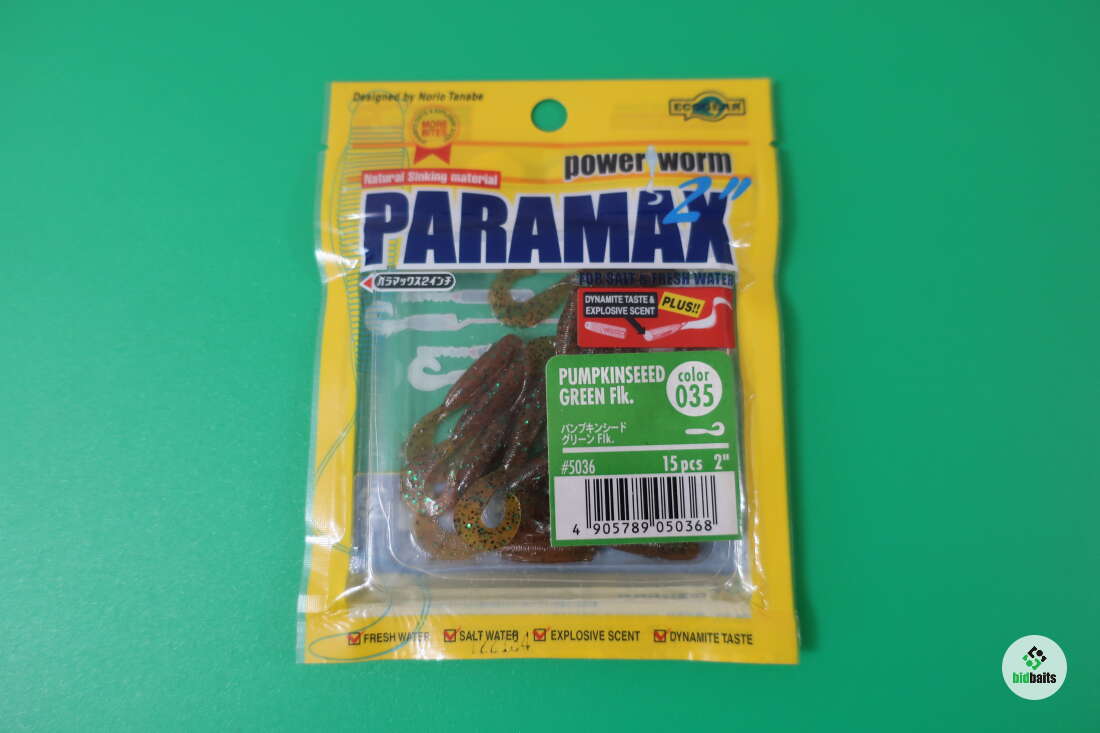 Designed by Norio Tanabe
ECOGEAR
MORE
BITE!
power worm
Natural Sinking material
2"
PARAMAX
パラマックス2インチ
FOR SALT & FRESH WATER
DYNAMITE TASTE &
EXPLOSIVE SCENT
PLUS!!
PUMPKINSEEED
GREEN Flk.
color
035
パンプキンシード
グリーン Flk.
#5036
15 pcs 2"
4 905789 050368
FRESH WATER
SALT WATER
EXPLOSIVE SCENT
DYNAMITE TASTE
bidbaits